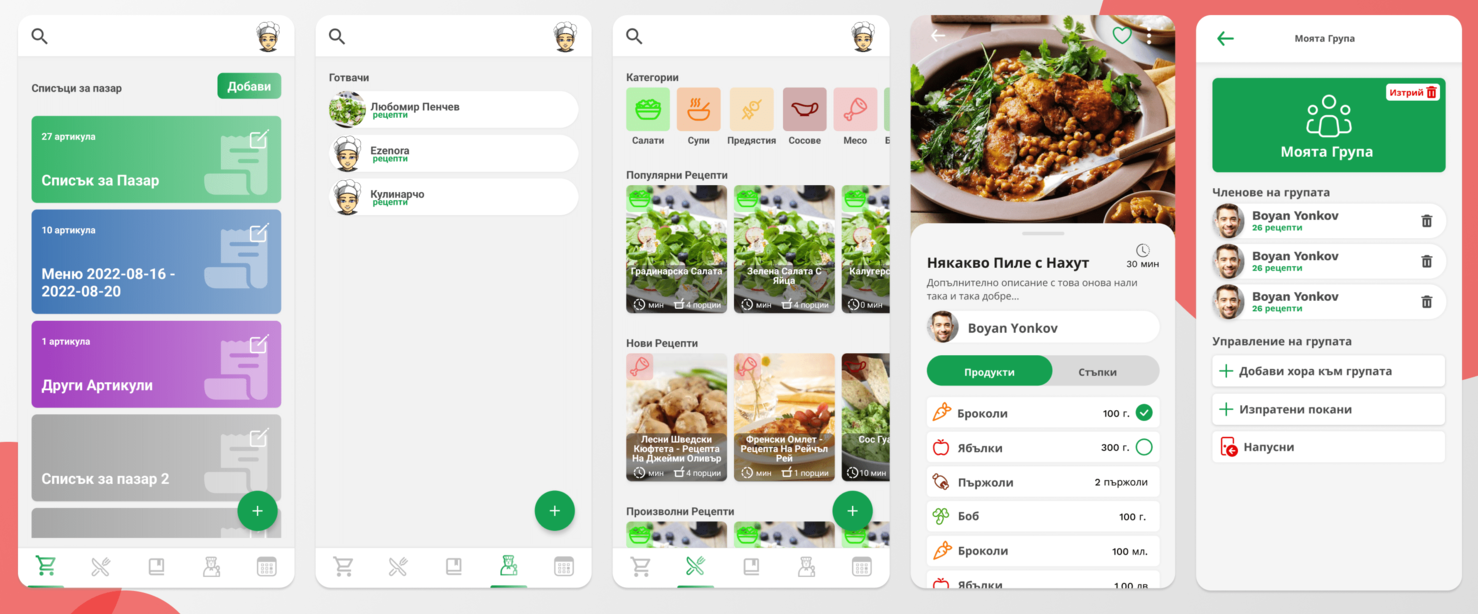 Списъци за пазар
Добави
27 артикула
Списък за Пазар
10 артикула
Меню 2022-08-16 -
2022-08-20
1 артикула
Други Артикули
Списък за пазар 2
Готвачи
Любомир Пенчев
рецепти
Ezenora
рецепти
Кулинарчо
рецепти
Категории
Салати
Супи
Предястия
Сосове
Месо
Популярни Рецепти
Градинарска Салата
мин
4 порции
Зелена Салата С
Яйца
мин
4 порции
Калугерс
0 мин
Нови Рецепти
Лесни Шведски
Кюфтета - Рецепта
На Джейми Оливър
мин
4 порции
Френски Омлет -
Рецепта На Рейчъл
Рей
мин
1 порции
Сос Гуа
10 мин
Произволни Рецепти
Някакво Пиле с Нахут
30 мин
Допълнително описание с това онова нали
така и така добре...
Boyan Yonkov
Продукти
Стъпки
Броколи
100 г.
Ябълки
300 г.
Пържоли
2 пържоли
Боб
100 г.
Броколи
100 мл.
Ябълки
Моята Група
Изтрий
Моята Група
Членове на групата
Boyan Yonkov
26 рецепти
Boyan Yonkov
26 рецепти
Boyan Yonkov
26 рецепти
Управление на групата
Добави хора към групата
Изпратени покани
Напусни